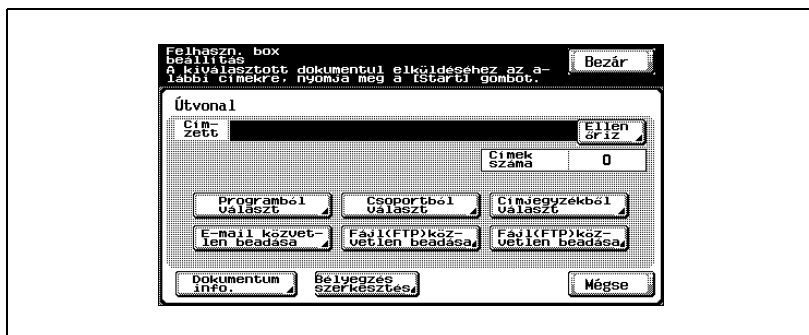 Felhaszn. box
beállítás
A kiválasztott dokumentul elküldéséhez az a-
lábbi címekre, nyomja meg a [Start] gombot.
Bezár
Útvonal
Cím-
zett
Ellen
őriz
Címek
száma
0
Programból
választ
Csoportból
választ
Címjegyzékből
választ
E-mail közvet-
len beadása
Fájl(FTP)köz-
vetlen beadása
Fájl(FTP)köz-
vetlen beadása
Dokumentum
info.
Bélyegzés
szerkesztés
Mégse